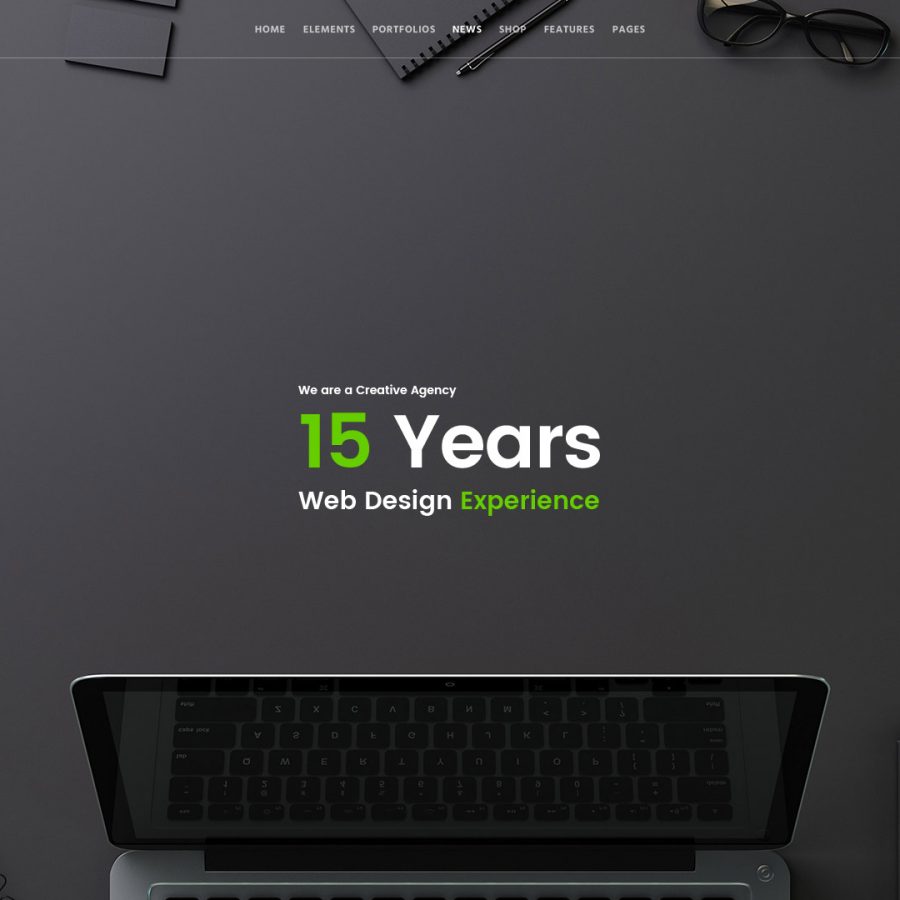 HOME ELEMENTS PORTFOLIOS NEWS SHOP FEATURES PAGES
We are a Creative Agency
15 Years
Web Design Experience